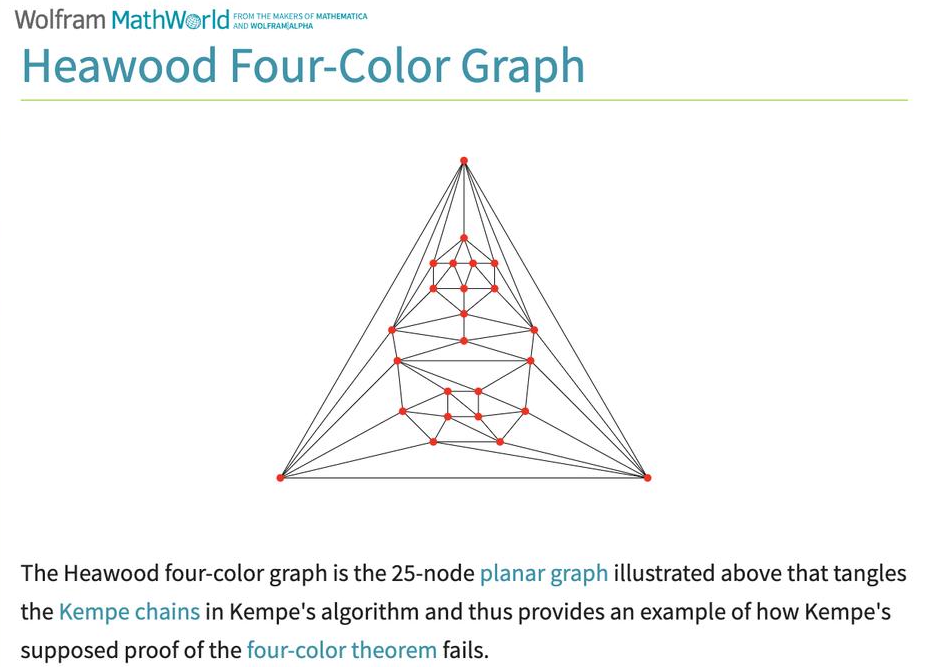 Wolfram MathWorld FROM THE MAKERS OF MATHEMATICA
AND WOLFRAM|ALPHA
Heawood Four-Color Graph
The Heawood four-color graph is the 25-node planar graph illustrated above that tangles
the Kempe chains in Kempe's algorithm and thus provides an example of how Kempe's
supposed proof of the four-color theorem fails.